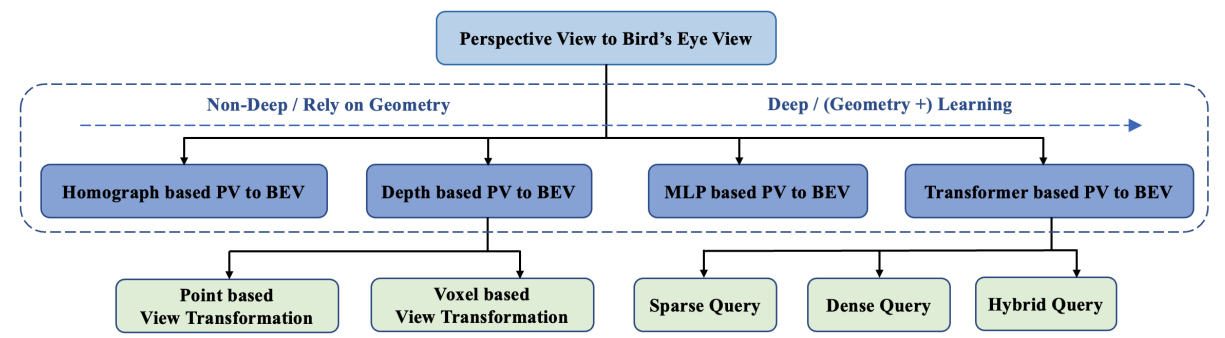 Perspective View to Bird's Eye View
Non-Deep / Rely on Geometry
Deep / (Geometry +) Learning
Homograph based PV to BEV
Depth based PV to BEV
MLP based PV to BEV
Transformer based PV to BEV
Point based
View Transformation
Voxel based
View Transformation
Sparse Query
Dense Query
Hybrid Query